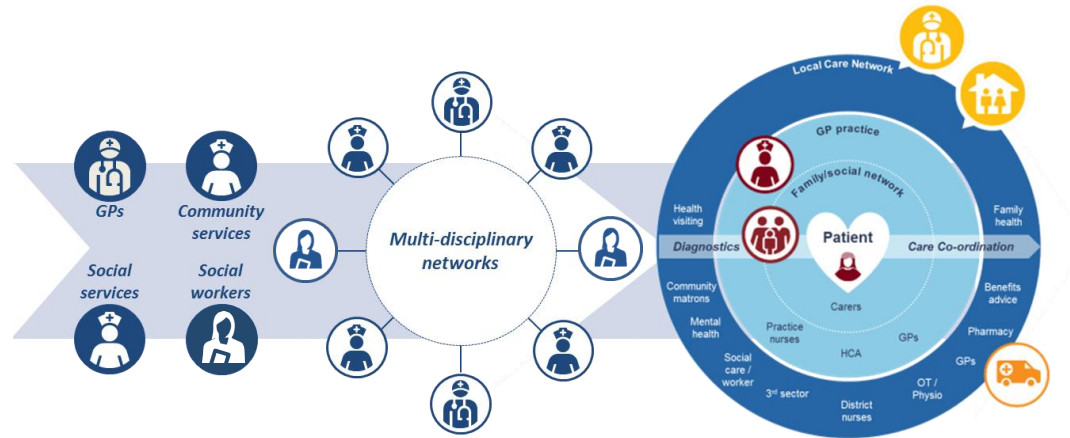 GPs
Community
services
Social
services
Social
workers
Multi-disciplinary
networks
Local Care Network
GP practice
Family/social network
Health
visiting
Family
health
Diagnostics
Patient
Care Co-ordination
Community
matrons
Benefits
advice
Carers
Mental
health
Practice
nurses
GPs
Pharmacy
HCA
Social
care /
worker
GPs
3rd sector
OT /
Physio
District
nurses